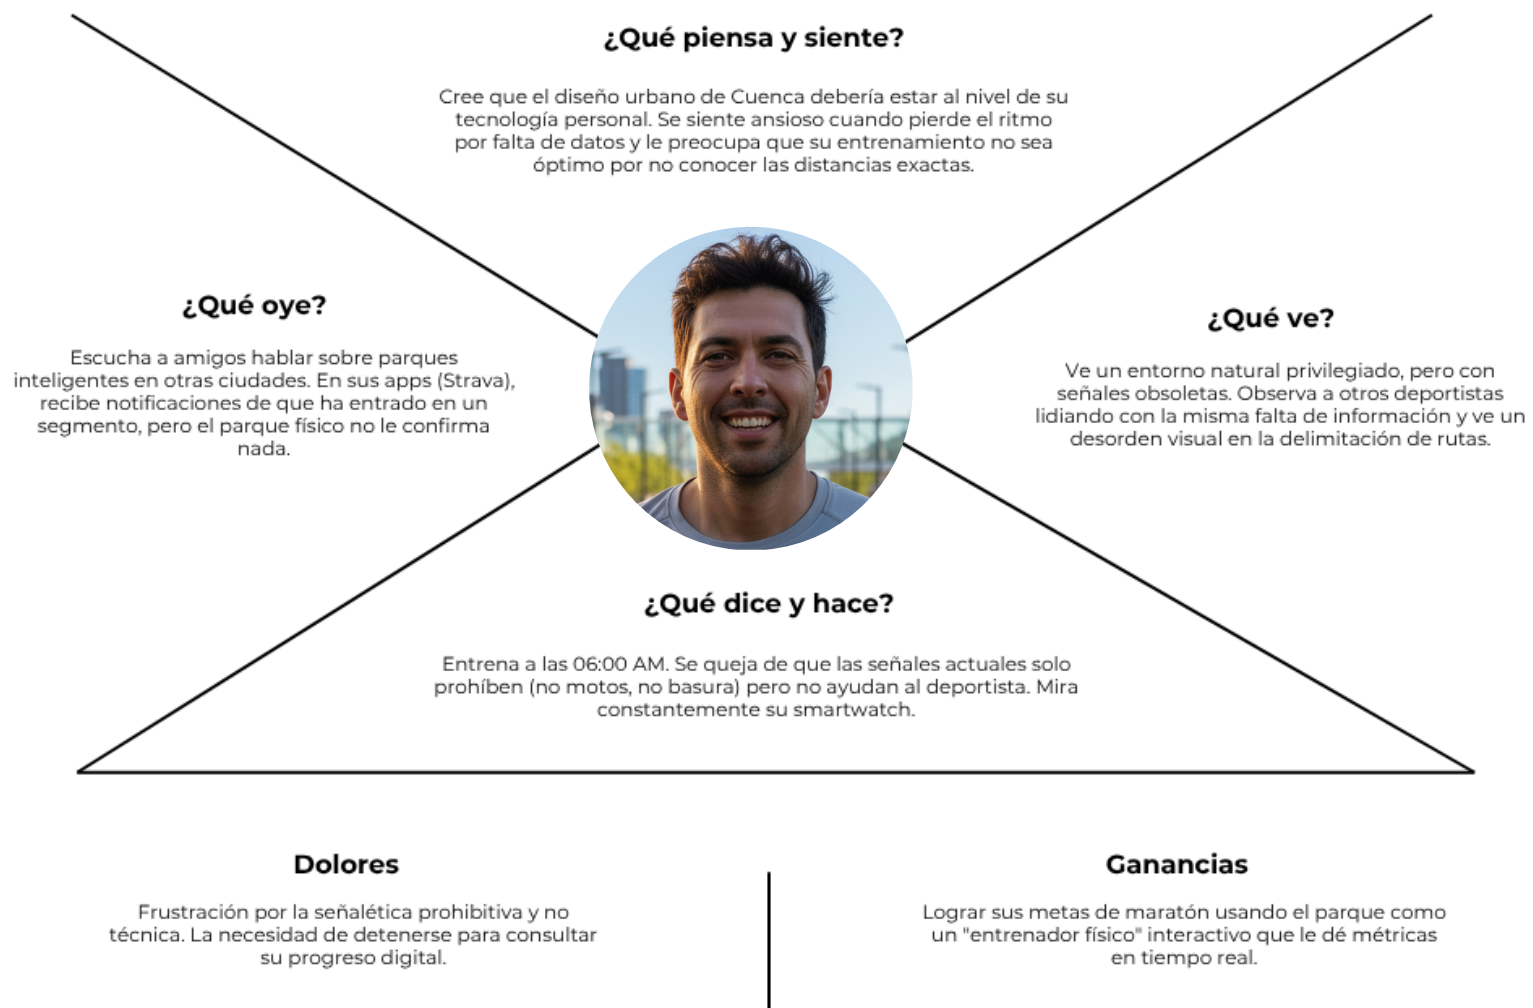 ¿Qué piensa y siente?
Cree que el diseño urbano de Cuenca debería estar al nivel de su
tecnología personal. Se siente ansioso cuando pierde el ritmo
por falta de datos y le preocupa que su entrenamiento no sea
óptimo por no conocer las distancias exactas.
¿Qué oye?
Escucha a amigos hablar sobre parques
inteligentes en otras ciudades. En sus apps (Strava),
recibe notificaciones de que ha entrado en un
segmento, pero el parque físico no le confirma
nada.
¿Qué ve?
Ve un entorno natural privilegiado, pero con
señales obsoletas. Observa a otros deportistas
lidiando con la misma falta de información y ve un
desorden visual en la delimitación de rutas.
¿Qué dice y hace?
Entrena a las 06:00 AM. Se queja de que las señales actuales solo
prohíben (no motos, no basura) pero no ayudan al deportista. Mira
constantemente su smartwatch.
Dolores
Frustración por la señalética prohibitiva y no
técnica. La necesidad de detenerse para consultar
su progreso digital.
Ganancias
Lograr sus metas de maratón usando el parque como
un "entrenador físico" interactivo que le dé métricas
en tiempo real.